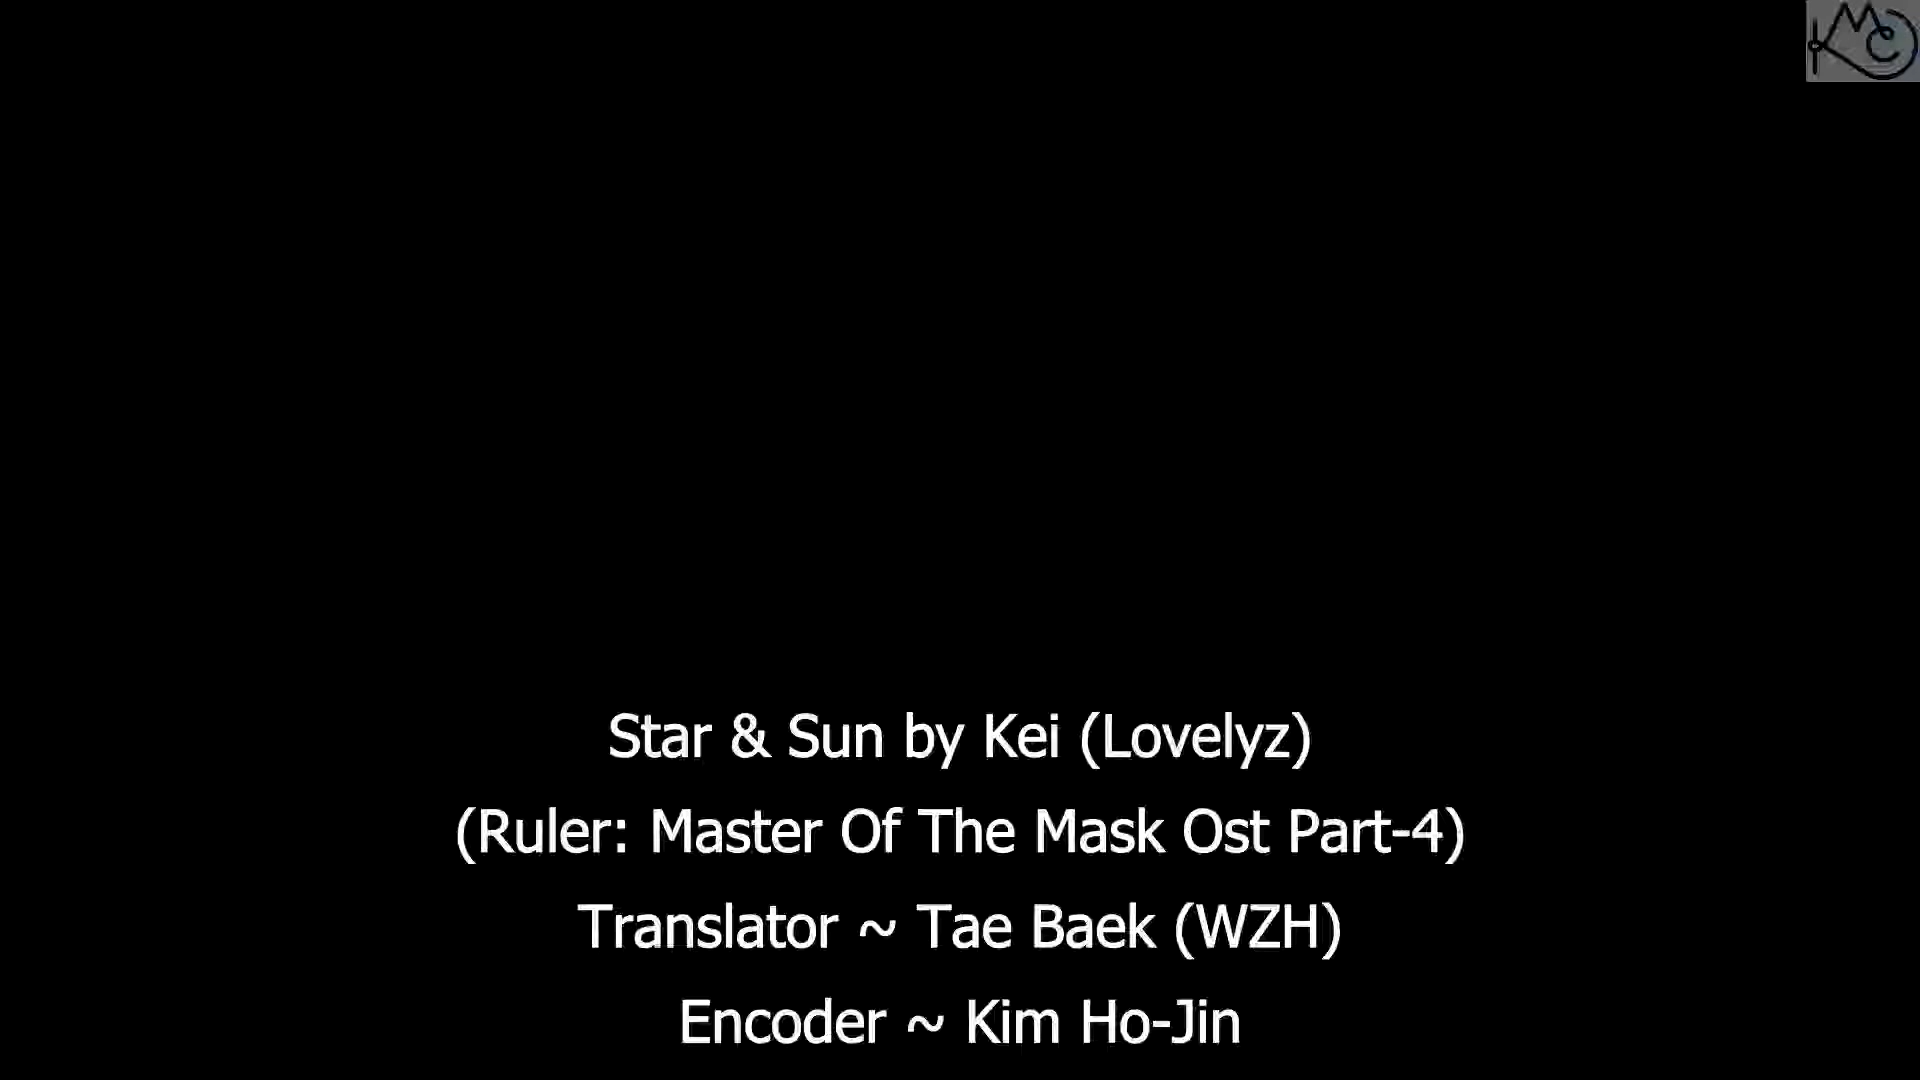 Star & Sun by Kei (Lovelyz)
(Ruler: Master Of The Mask Ost Part-4)
Translator ~ Tae Baek (WZH)
Encoder ~ Kim Ho-Jin